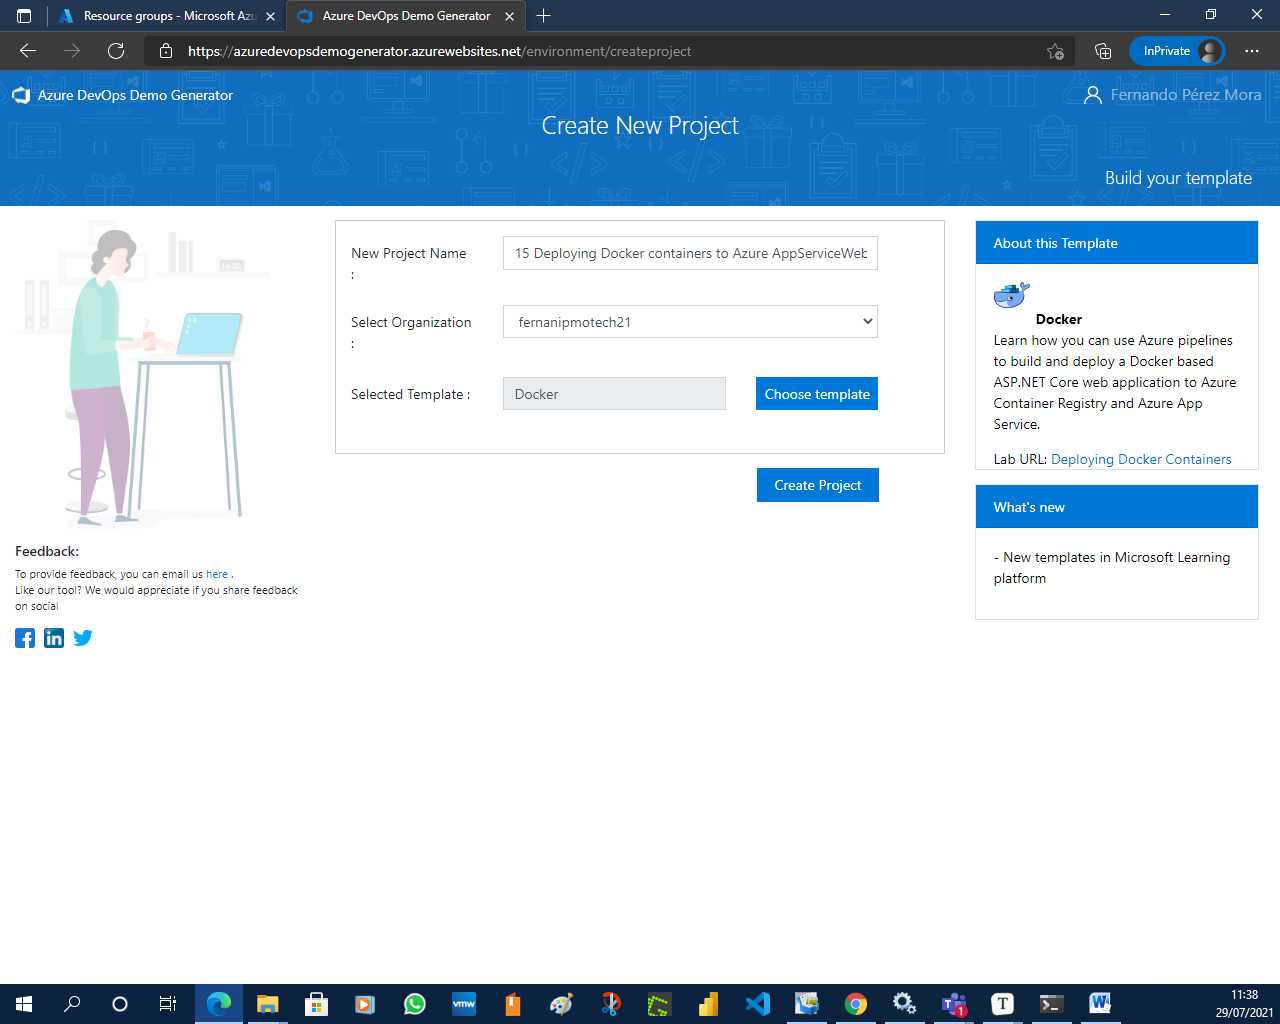 Resource groups - Microsoft Azu
Azure DevOps Demo Generator
https://azuredevopsdemogenerator.azurewebsites.net/environment/createproject
InPrivate
Azure DevOps Demo Generator
Fernando Pérez Mora
Create New Project
Build your template
New Project Name
:
15 Deploying Docker containers to Azure AppServiceWeb
Select Organization
:
fernanipmotech21
Selected Template :
Docker
Choose template
Create Project
About this Template
Docker
Learn how you can use Azure pipelines
to build and deploy a Docker based
ASP.NET Core web application to Azure
Container Registry and Azure App
Service.
Lab URL: Deploying Docker Containers
What's new
- New templates in Microsoft Learning
platform
Feedback:
To provide feedback, you can email us here .
Like our tool? We would appreciate if you share feedback
on social
vmw
1
T
W
11:38
29/07/2021